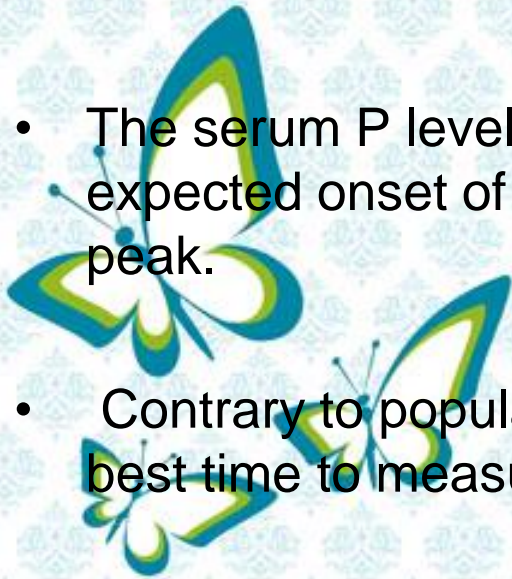 • The serum P level
expected onset of
peak.
• Contrary to popul
best time to meas